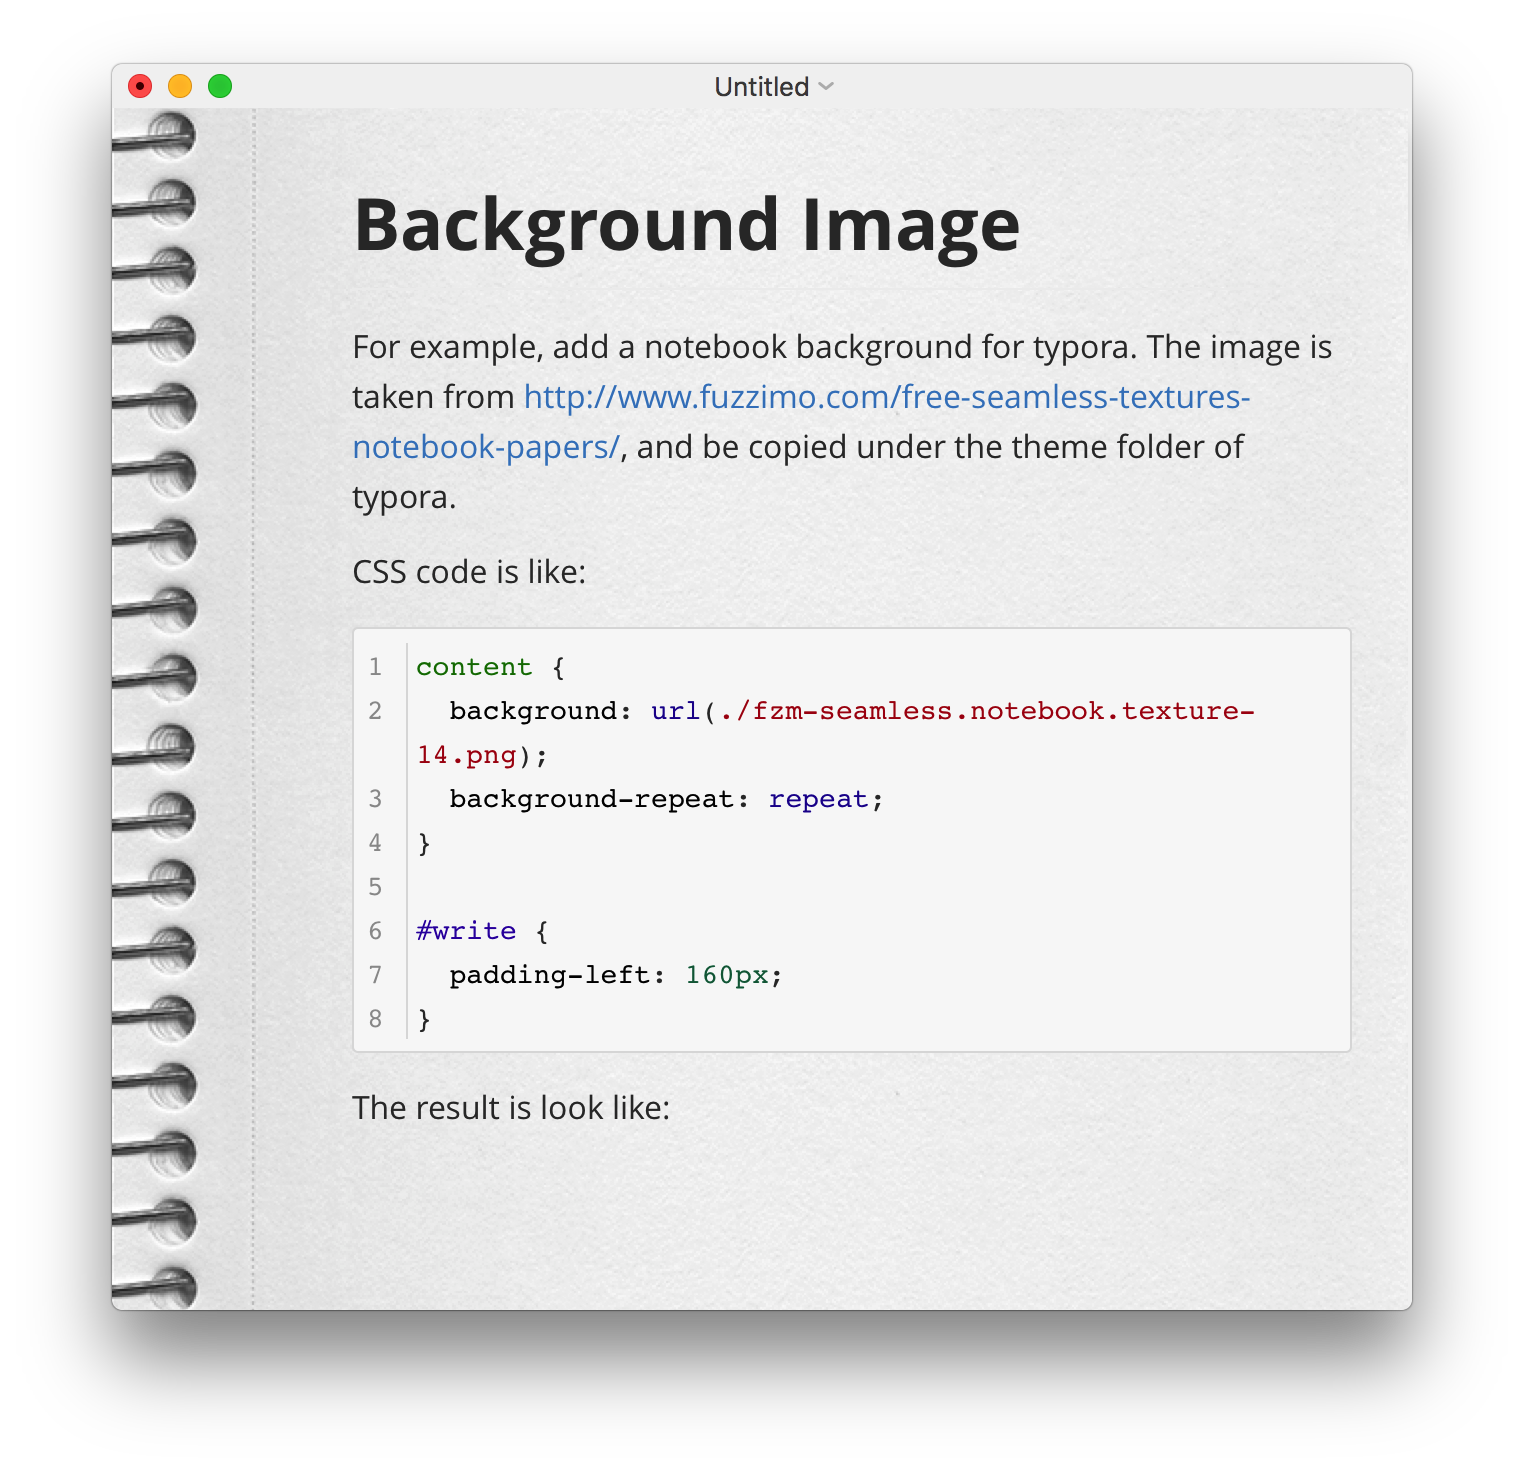 Untitled
Background Image
For example, add a notebook background for typora. The image is
taken from http://www.fuzzimo.com/free-seamless-textures-
notebook-papers/, and be copied under the theme folder of
typora.
CSS code is like:
1 content {
2   background: url(./fzm-seamless.notebook.texture-
14.png);
3   background-repeat: repeat;
4 }
5
6 #write {
7   padding-left: 160px;
8 }
The result is look like: